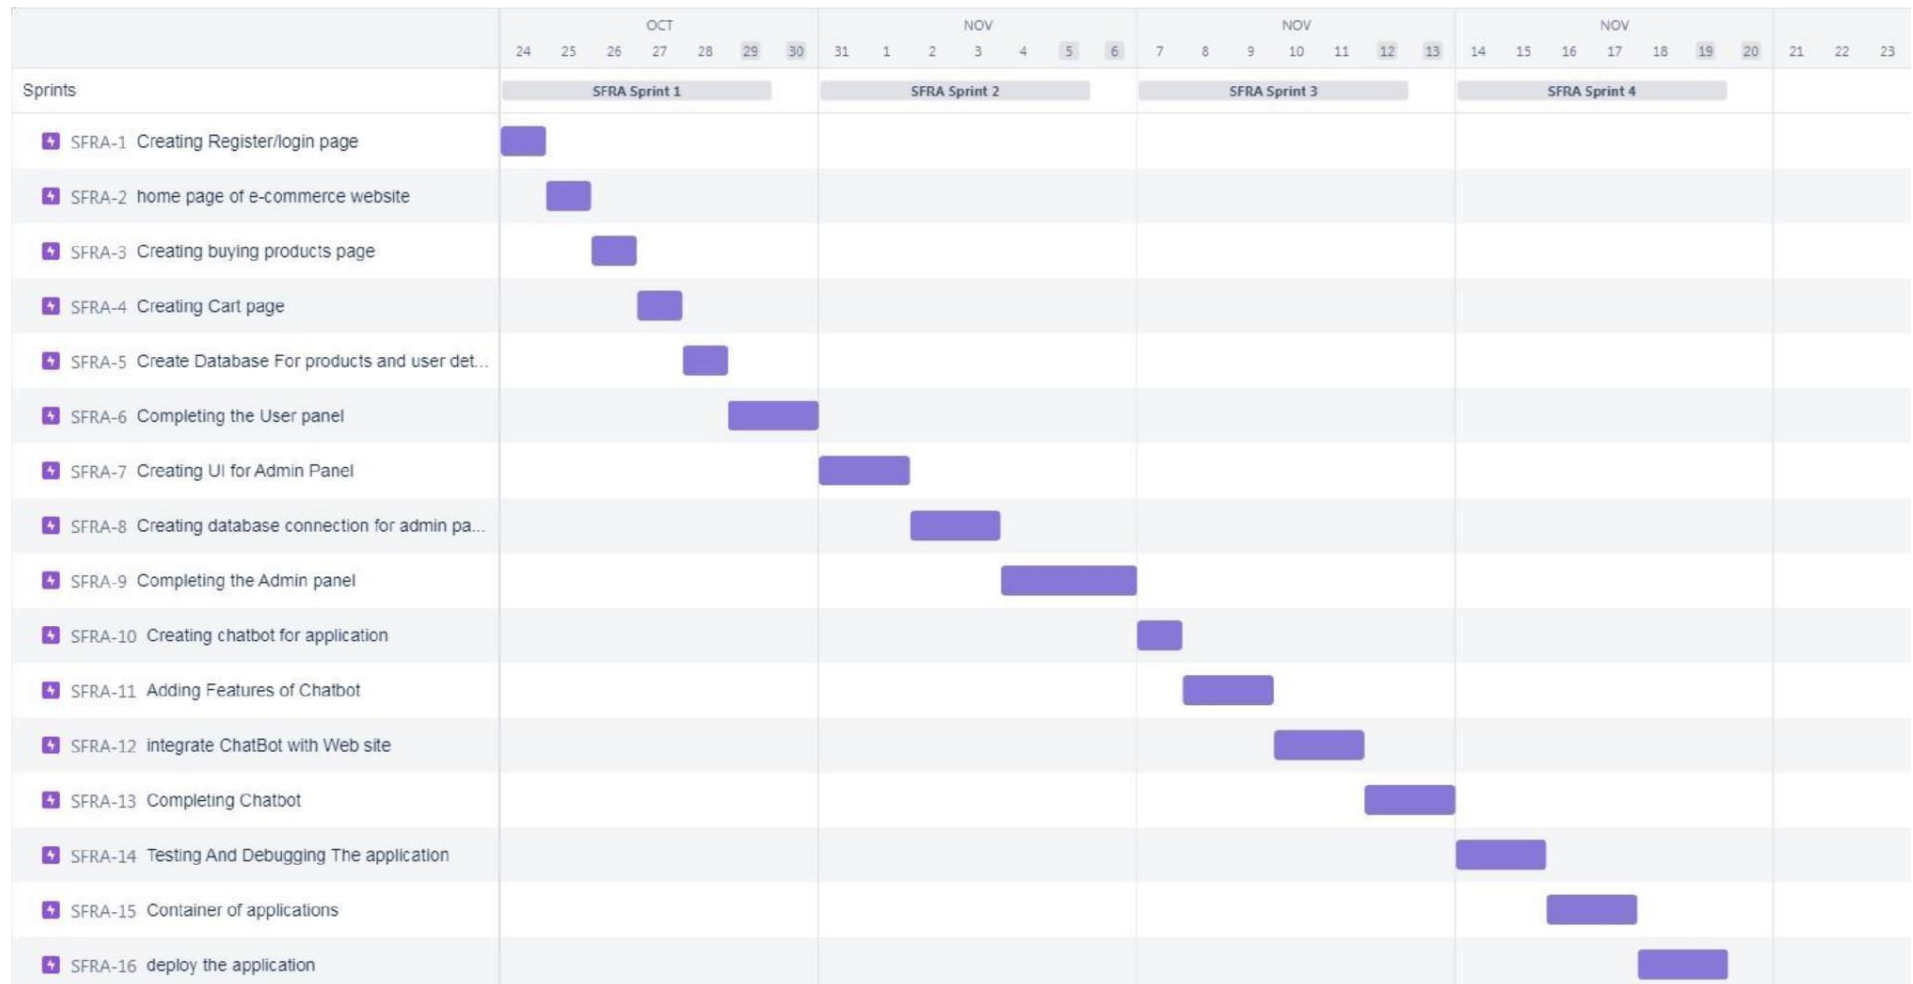 OCT NOV NOV NOV
24 25 26 27 28 29 30 31 1 2 3 4 5 6 7 8 9 10 11 12 13 14 15 16 17 18 19 20 21 22 23
Sprints SFRA Sprint 1 SFRA Sprint 2 SFRA Sprint 3 SFRA Sprint 4
SFRA-1 Creating Register/login page
SFRA-2 home page of e-commerce website
SFRA-3 Creating buying products page
SFRA-4 Creating Cart page
SFRA-5 Create Database For products and user det...
SFRA-6 Completing the User panel
SFRA-7 Creating UI for Admin Panel
SFRA-8 Creating database connection for admin pa...
SFRA-9 Completing the Admin panel
SFRA-10 Creating chatbot for application
SFRA-11 Adding Features of Chatbot
SFRA-12 integrate ChatBot with Web site
SFRA-13 Completing Chatbot
SFRA-14 Testing And Debugging The application
SFRA-15 Container of applications
SFRA-16 deploy the application